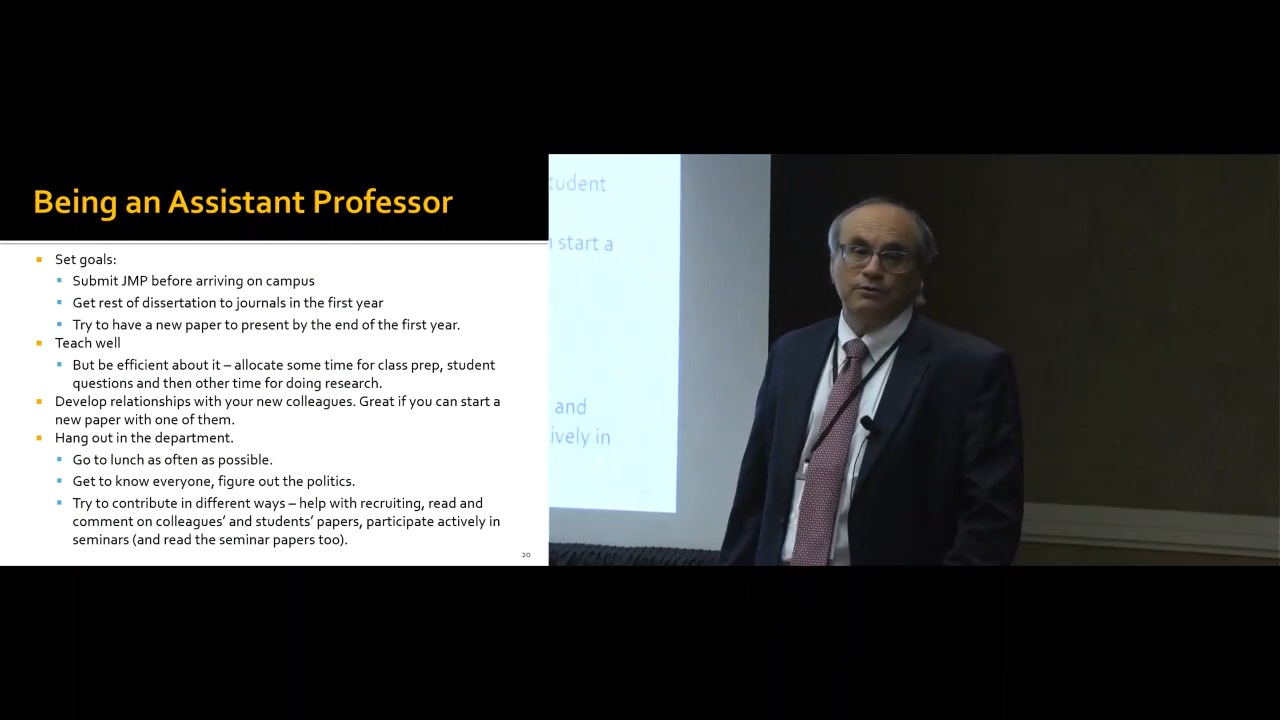 Being an Assistant Professor
Set goals:
Submit JMP before arriving on campus
Get rest of dissertation to journals in the first year
Try to have a new paper to present by the end of the first year.
Teach well
But be efficient about it – allocate some time for class prep, student
questions and then other time for doing research.
Develop relationships with your new colleagues. Great if you can start a
new paper with one of them.
Hang out in the department.
Go to lunch as often as possible.
Get to know everyone, figure out the politics.
Try to contribute in different ways – help with recruiting, read and
comment on colleagues’ and students’ papers, participate actively in
seminars (and read the seminar papers too).
20
tudent
start a
and
ively in